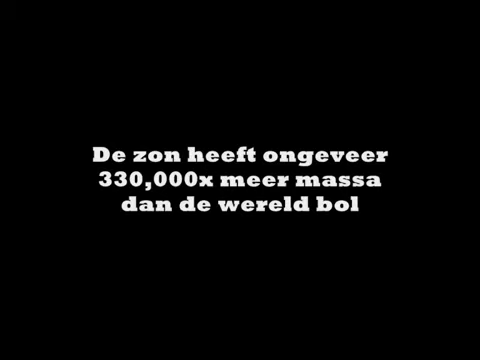 De zon heeft ongeveer
330,000x meer massa
dan de wereld bol